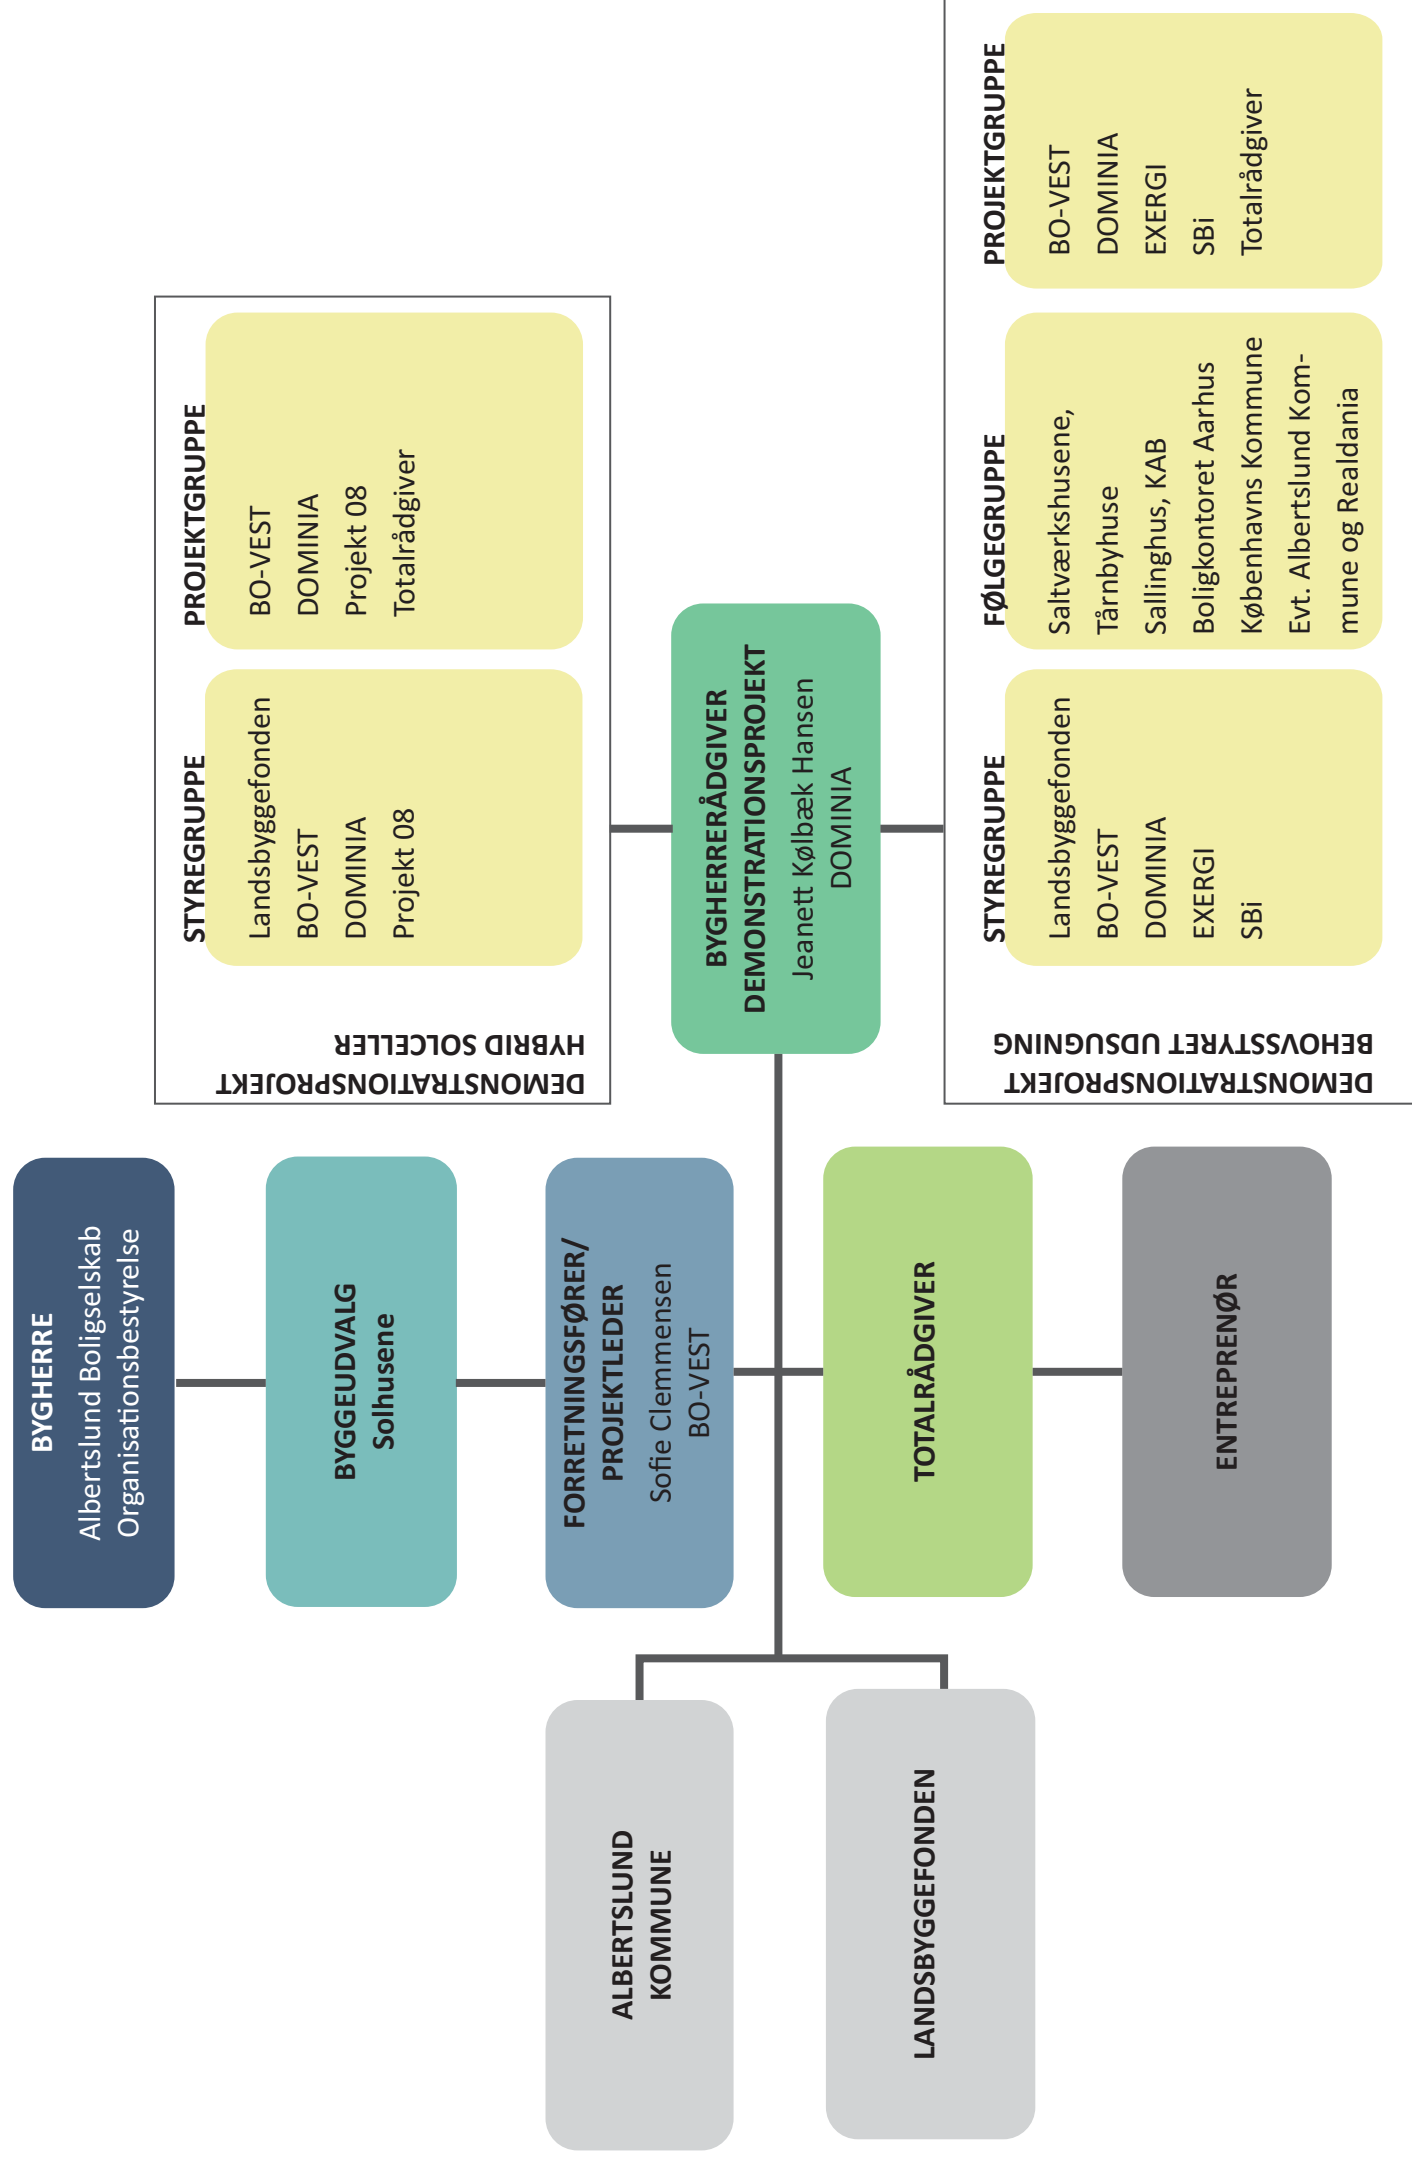 BYGHERRE
Albertslund Boligselskab
Organisationsbestyrelse
BYGGEUDVALG
Solhusene
FORRETNINGSFØRER/
PROJEKTLEDER
Sofie Clemmensen
BO-VEST
ALBERTSLUND
KOMMUNE
LANDSBYGGEFONDEN
TOTALRÅDGIVER
ENTREPRENØR
DEMONSTRATIONSPROJEKT
HYBRID SOLCELLER
STYREGRUPPE
Landsbyggefonden
BO-VEST
DOMINIA
Projekt 08
PROJEKTGRUPPE
BO-VEST
DOMINIA
Projekt 08
Totalrådgiver
BYGHERRERÅDGIVER
DEMONSTRATIONSPROJEKT
Jeanett Kølbæk Hansen
DOMINIA
DEMONSTRATIONSPROJEKT
BEHOVSSTYRET UDSUGNING
STYREGRUPPE
Landsbyggefonden
BO-VEST
DOMINIA
EXERGI
SBi
FØLGEGRUPPE
Saltværkshusene,
Tårnbyhuse
Sallinghus, KAB
Boligkontoret Aarhus
Københavns Kommune
Evt. Albertslund Kom-
mune og Realdania
PROJEKTGRUPPE
BO-VEST
DOMINIA
EXERGI
SBi
Totalrådgiver